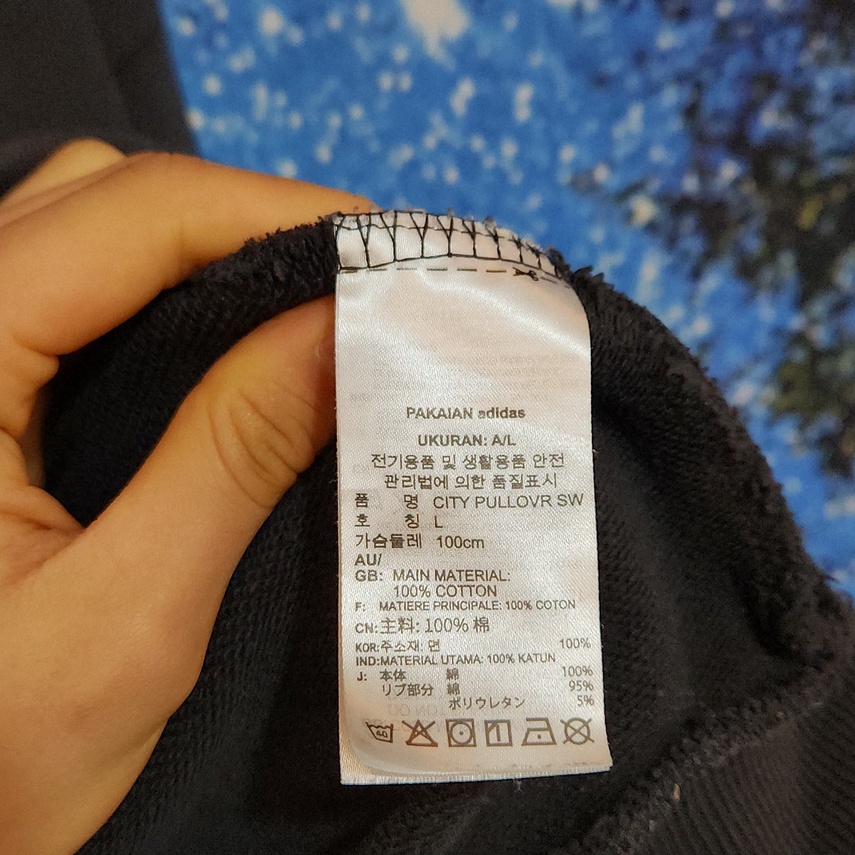 PAKAIAN adidas
UKURAN: A/L
전기용품 및 생활용품 안전
관리법에 의한 품질표시
품 명 CITY PULLOVR SW
호 칭 L
가슴둘레 100cm
AU/
GB: MAIN MATERIAL:
100% COTTON
F: MATIERE PRINCIPALE: 100% COTON
CN:主料: 100% 棉
KOR:주소재: 면 100%
IND:MATERIAL UTAMA: 100% KATUN
J: 本体 綿 100%
リブ部分 綿 95%
ポリウレタン 5%
40